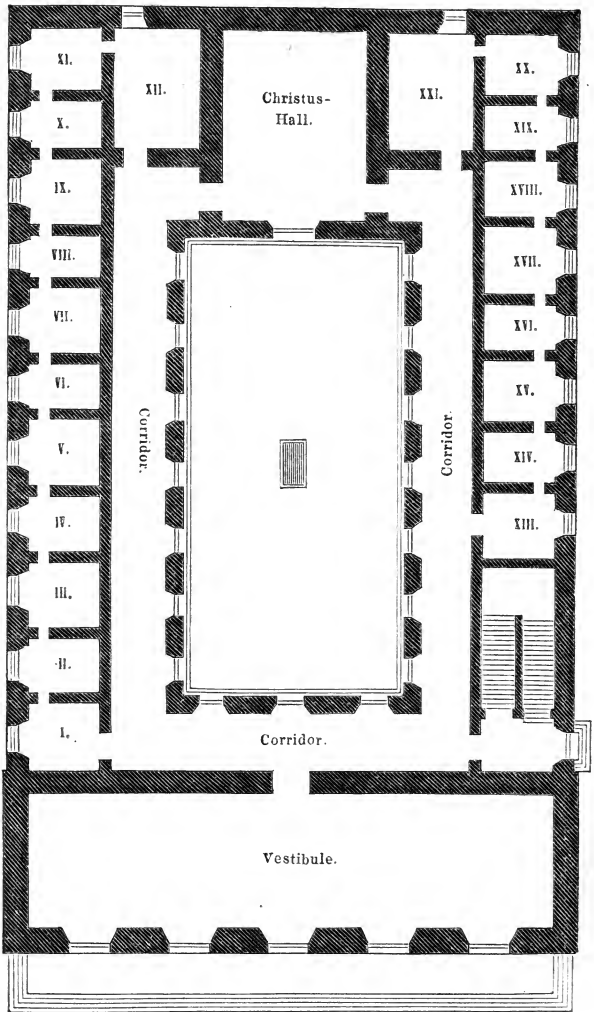 XI.
XII.
Christus-
Hall.
XXI.
XX.
X.
XIX.
IX.
XVIII.
VIII.
XVII.
VII.
XVI.
VI.
XV.
Corridor.
Corridor.
V.
XIV.
IV.
XIII.
III.
II.
I.
Corridor.
Vestibule.